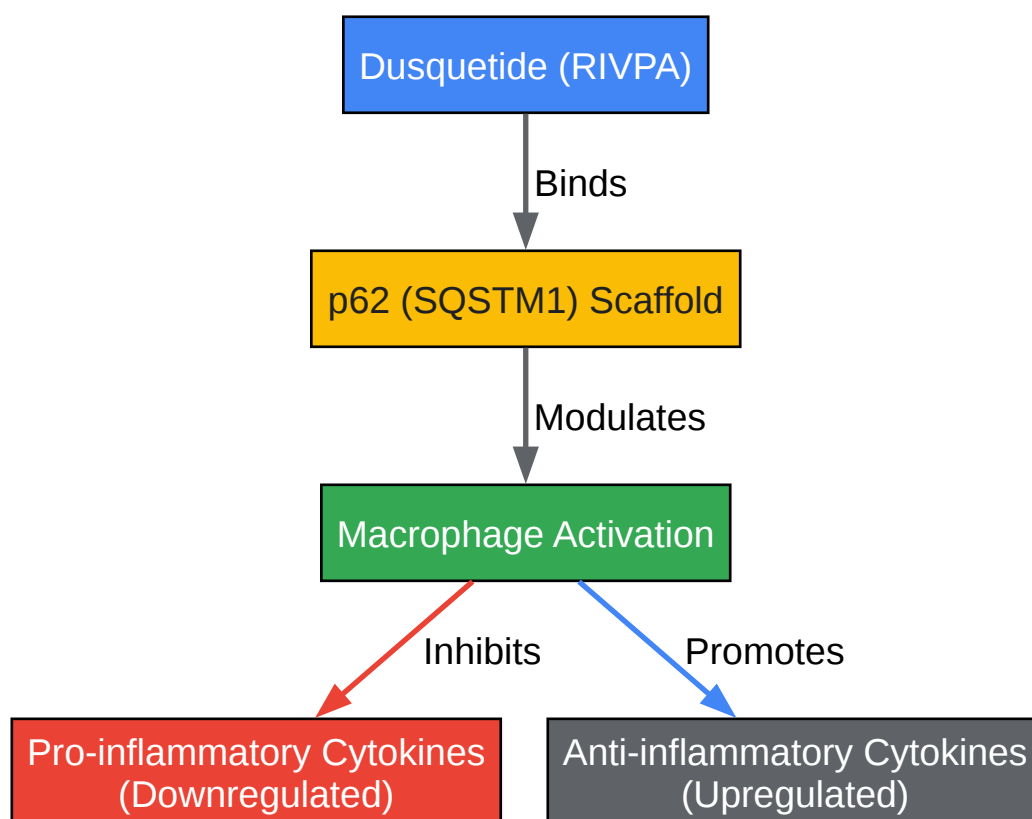 Dusquetide (RIVPA)
Binds
p62 (SQSTM1) Scaffold
Modulates
Macrophage Activation
Inhibits
Promotes
Pro-inflammatory Cytokines
(Downregulated)
Anti-inflammatory Cytokines
(Upregulated)